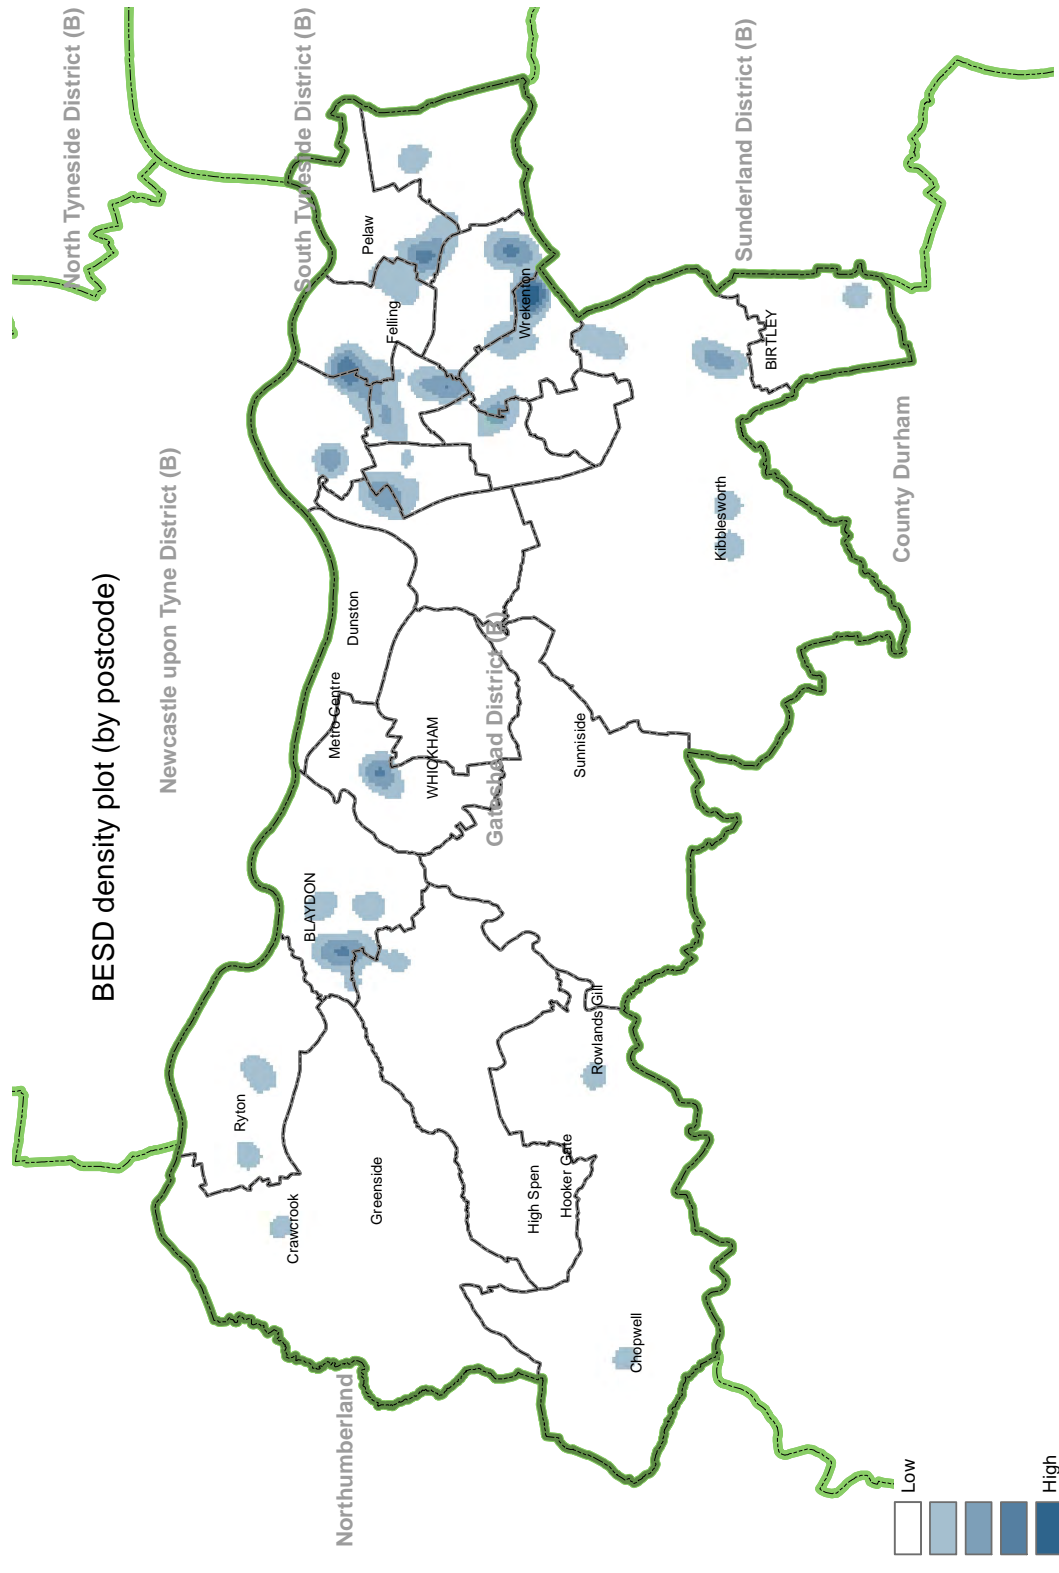 BESD density plot (by postcode)
North Tyneside District (B)
South Tyneside District (B)
Newcastle upon Tyne District (B)
Sunderland District (B)
Northumberland
Gateshead District (B)
County Durham
Pelaw
Felling
Wrekenton
BIRTLEY
Kibblesworth
Dunston
Metro Centre
WHICKHAM
Sunniside
BLAYDON
Rowlands Gill
Ryton
Crawcrook
Greenside
High Spen
Hooker Gate
Chopwell
Low
High